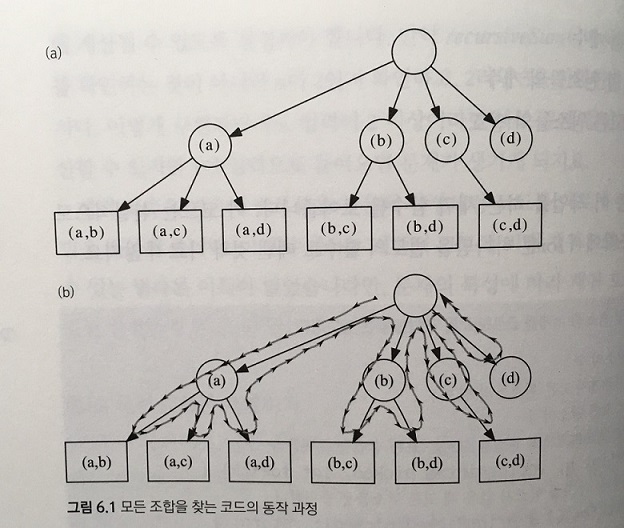 (a)
(a) (b) (c) (d)
(a,b) (a,c) (a,d) (b,c) (b,d) (c,d)
(b)
(a) (b) (c) (d)
(a,b) (a,c) (a,d) (b,c) (b,d) (c,d)
그림 6.1 모든 조합을 찾는 코드의 동작 과정